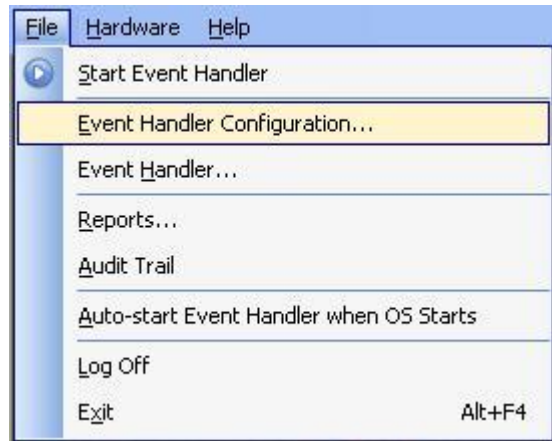 File Hardware Help
Start Event Handler
Event Handler Configuration...
Event Handler...
Reports...
Audit Trail
Auto-start Event Handler when OS Starts
Log Off
Exit Alt+F4